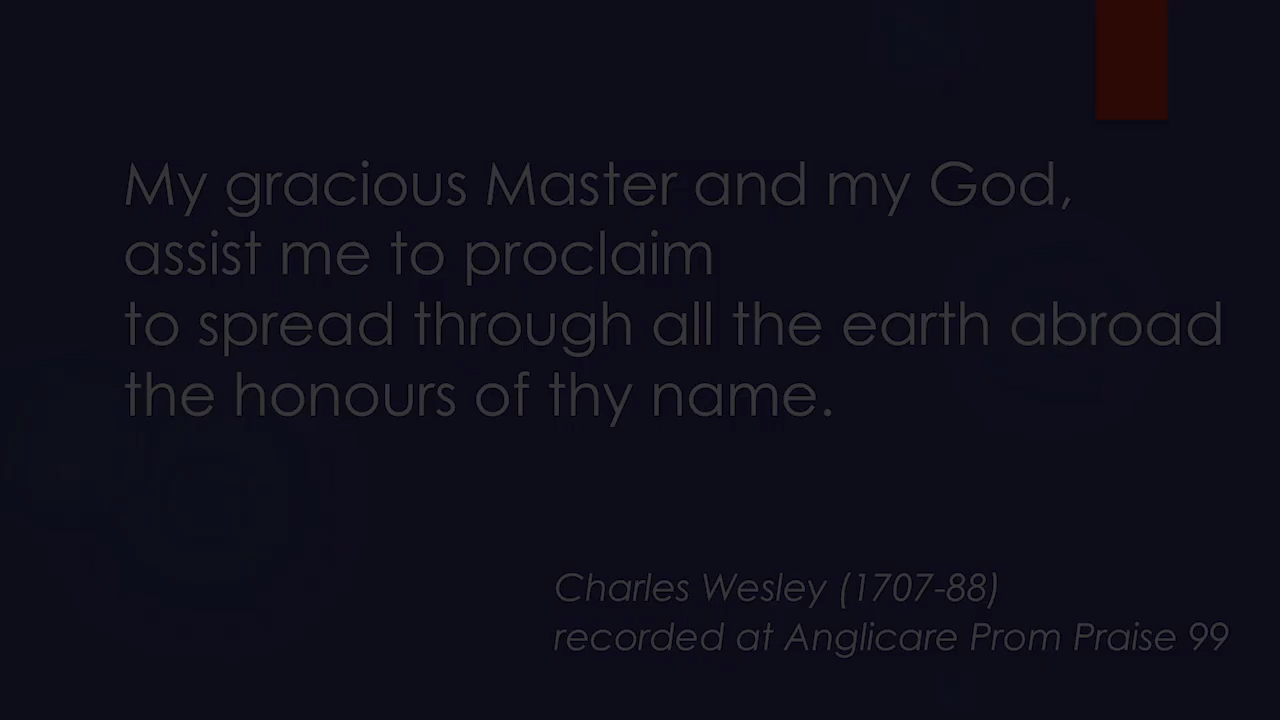 My gracious Master and my God,
assist me to proclaim
to spread through all the earth abroad
the honours of thy name.
Charles Wesley (1707-88)
recorded at Anglicare Prom Praise 99